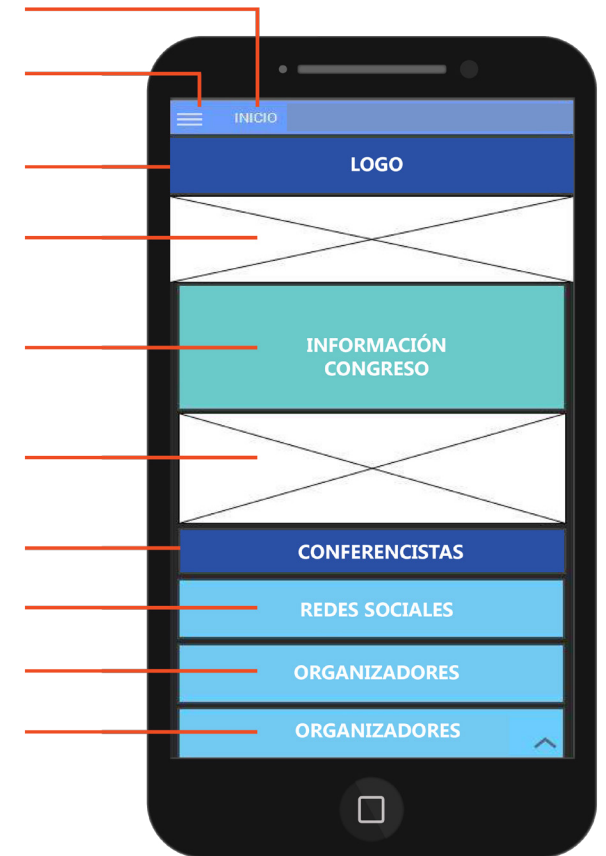 INICIO
LOGO
INFORMACIÓN
CONGRESO
CONFERENCISTAS
REDES SOCIALES
ORGANIZADORES
ORGANIZADORES